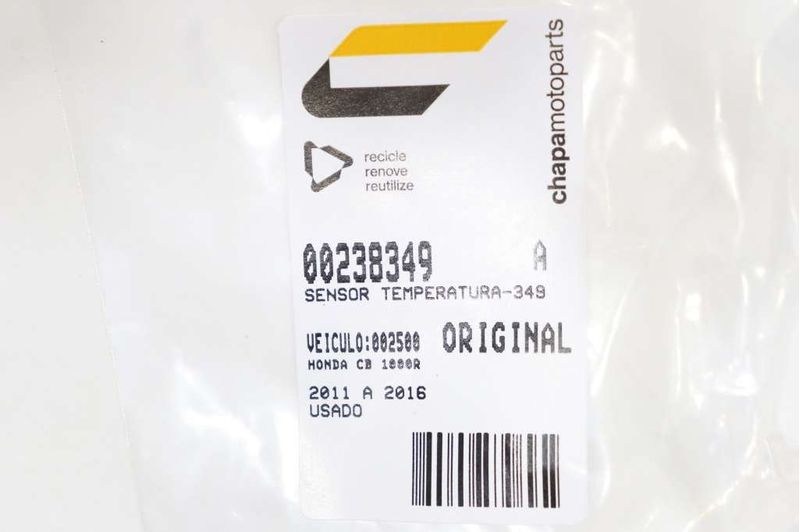 chapamotoparts
recicle
renove
reutilize
00238349 A
SENSOR TEMPERATURA-349
VEICULO:002500 ORIGINAL
HONDA CB 1000R
2011 A 2016
USADO